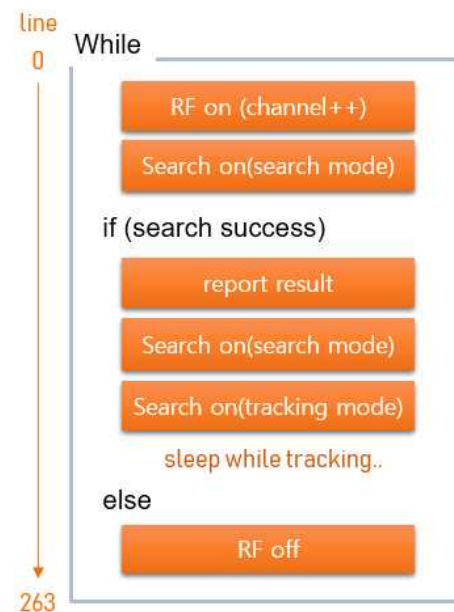 line
0
While
RF on (channel++)
Search on(search mode)
if (search success)
report result
Search on(search mode)
Search on(tracking mode)
sleep while tracking..
else
RF off
263